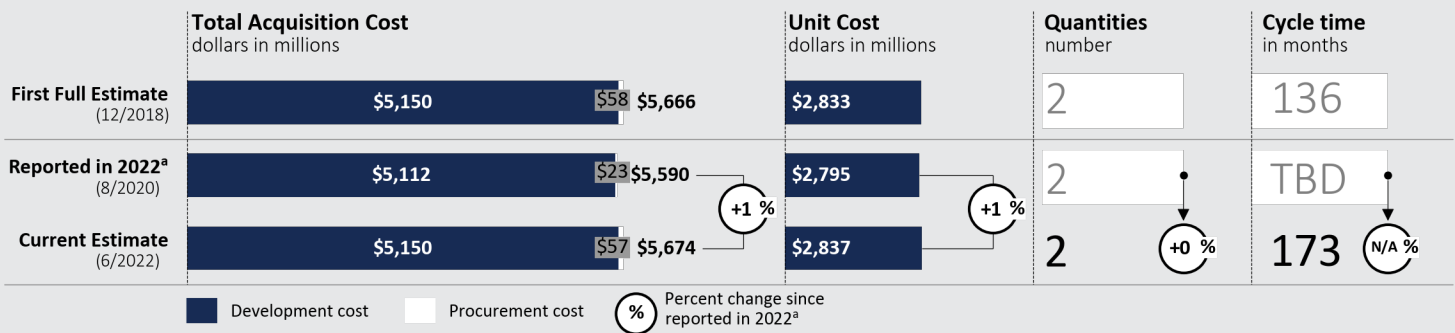 Total Acquisition Cost
dollars in millions
Unit Cost
dollars in millions
Quantities
number
Cycle time
in months
First Full Estimate
(12/2018)
$5,150
$58
$5,666
$2,833
2
136
Reported in 2022ª
(8/2020)
$5,112
$23
$5,590
$2,795
2
TBD
+1 %
+1 %
Current Estimate
(6/2022)
$5,150
$57
$5,674
$2,837
2
+0 %
173
N/A %
Development cost
Procurement cost
%
Percent change since
reported in 2022ª